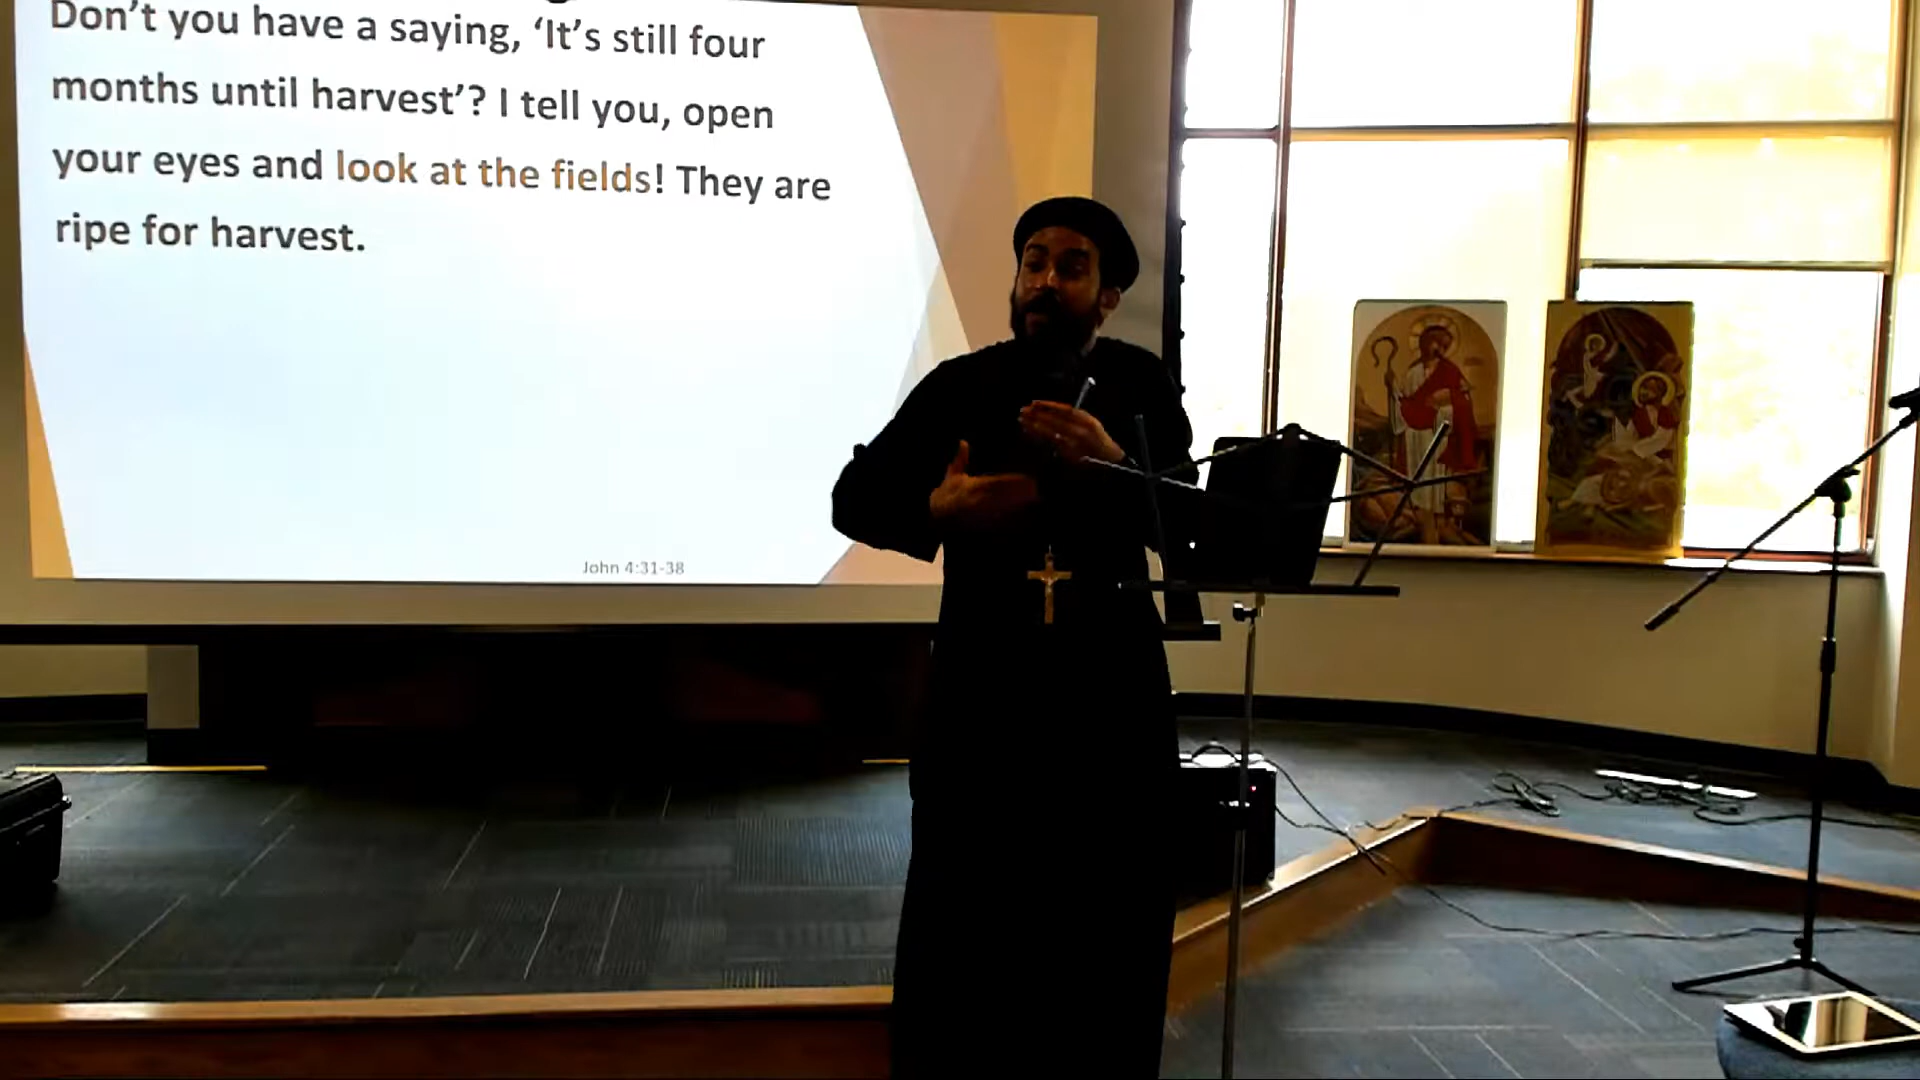 Don't you have a saying, ‘It's still four
months until harvest’? I tell you, open
your eyes and look at the fields! They are
ripe for harvest.
John 4:31-38